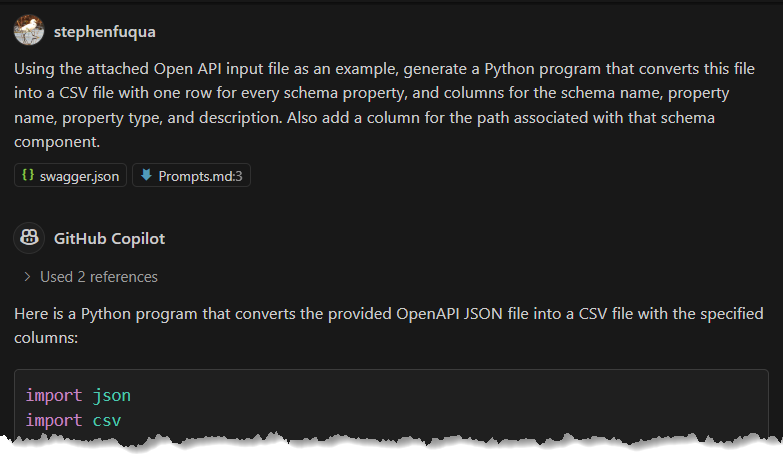 stephenfuqua
Using the attached Open API input file as an example, generate a Python program that converts this file
into a CSV file with one row for every schema property, and columns for the schema name, property
name, property type, and description. Also add a column for the path associated with that schema
component.
{} swagger.json Prompts.md:3
GitHub Copilot
> Used 2 references
Here is a Python program that converts the provided OpenAPI JSON file into a CSV file with the specified
columns:
import json
import csv